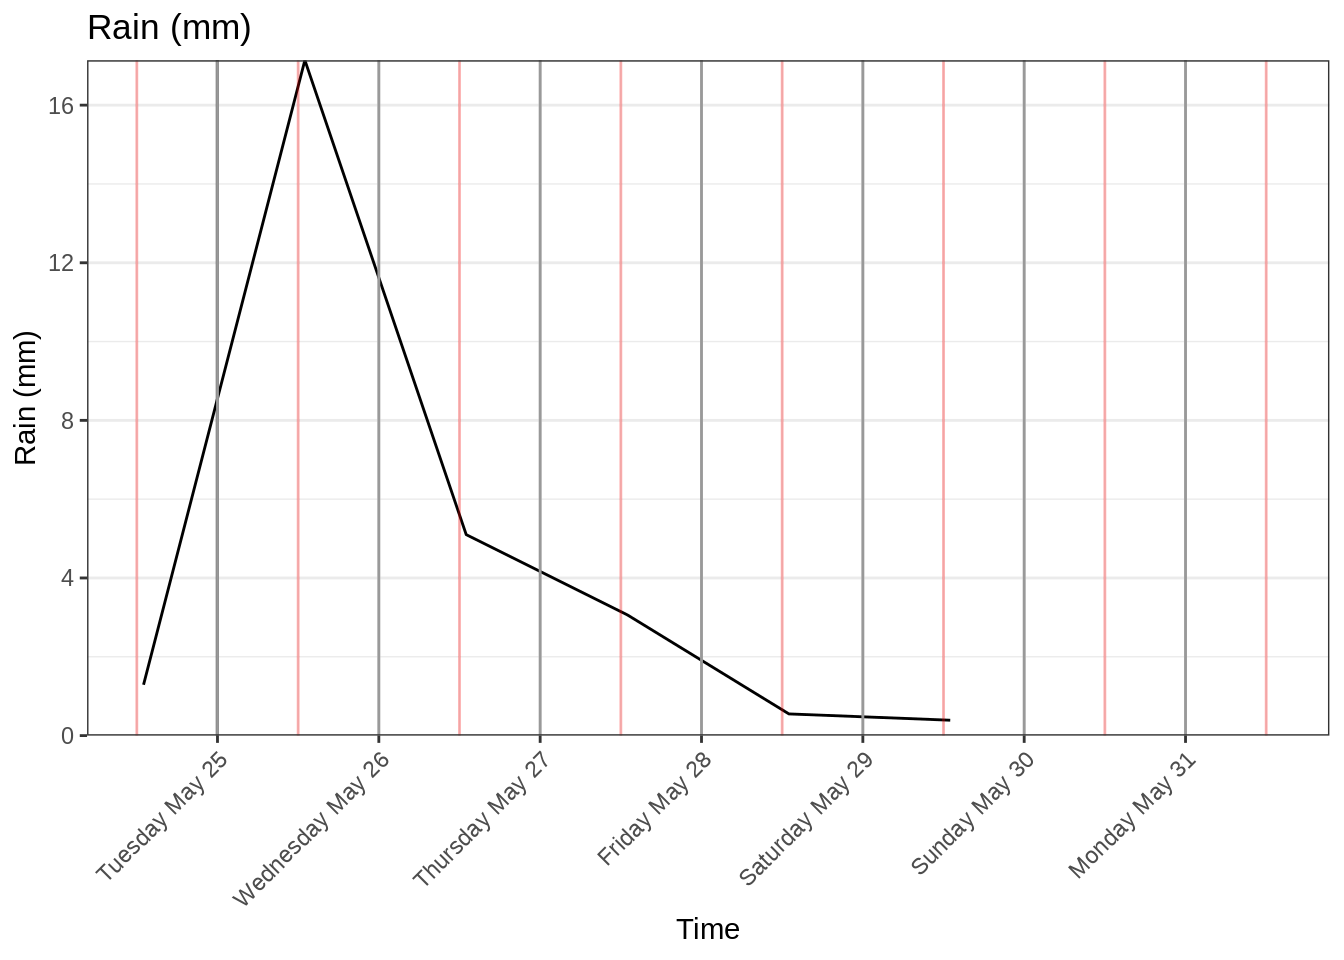 Rain (mm)
16
12
8
4
0
Rain (mm)
Tuesday May 25
Wednesday May 26
Thursday May 27
Friday May 28
Saturday May 29
Sunday May 30
Monday May 31
Time